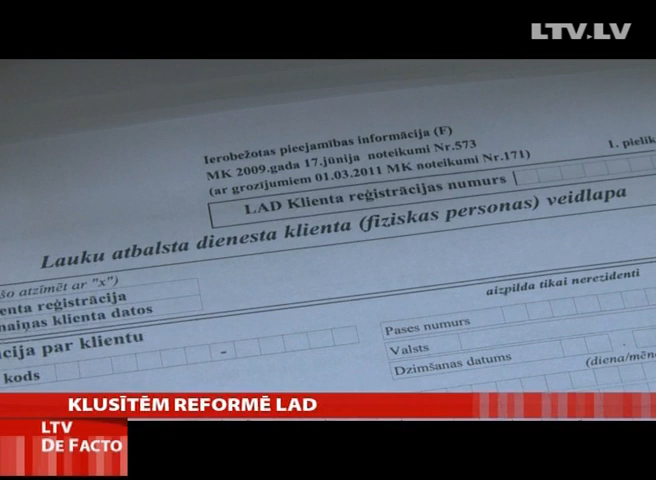 LTV.LV
Ierobežotas pieejamības informācija (F)
MK 2009.gada 17.jūnija noteikumi Nr.573
(ar grozījumiem 01.03.2011 MK noteikumi Nr.171)
1. pielik
LAD Klienta reģistrācijas numurs
Lauku atbalsta dienesta klienta (fiziskas personas) veidlapa
šo atzīmēt ar "x")
enta reģistrācija
naiņas klienta datos
aizpilda tikai nerezidenti
cija par klientu
kods
-
Pases numurs
Valsts
Dzimšanas datums
(diena/mēne
KLUSĪTĒM REFORMĒ LAD
LTV
DE FACTO